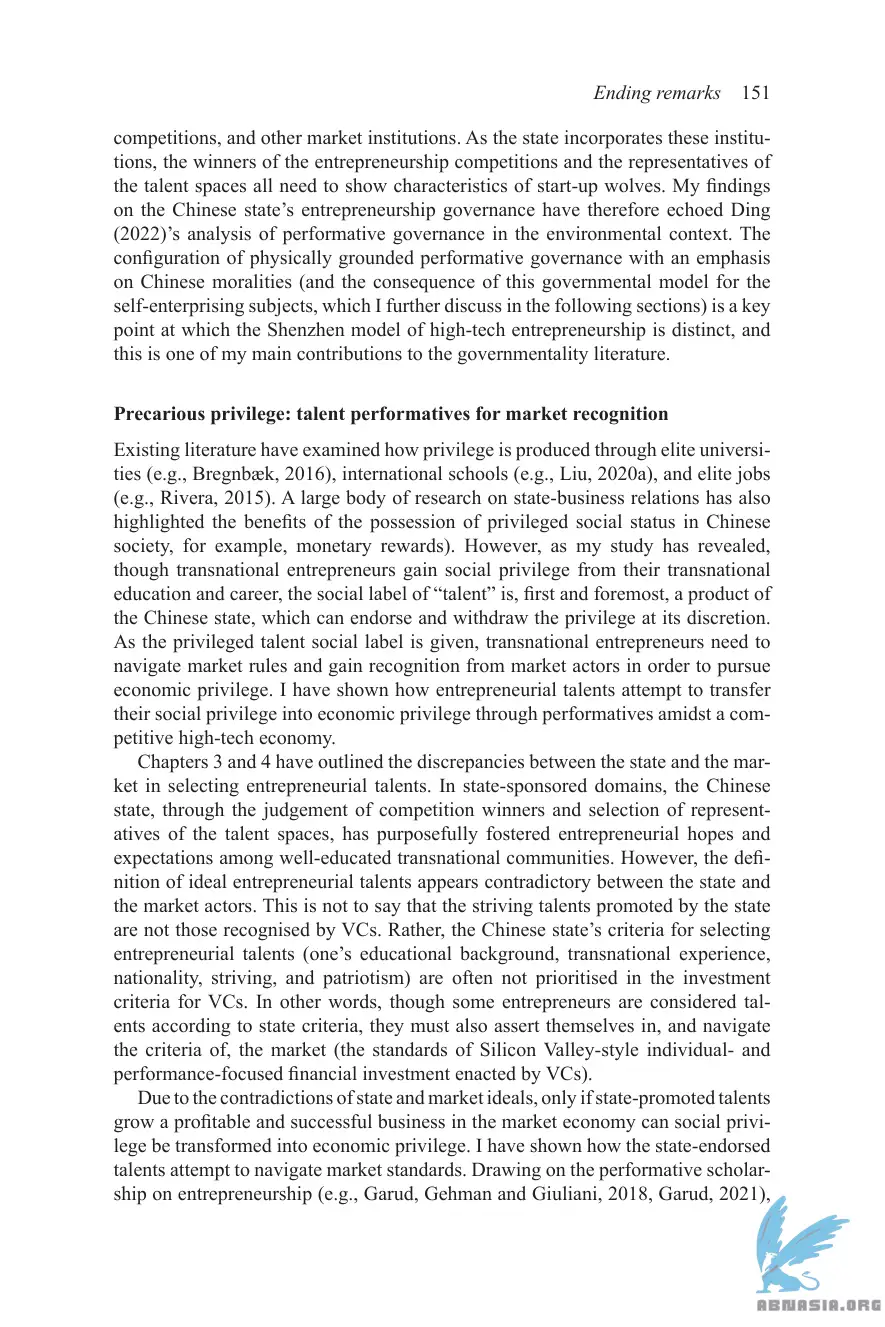 Ending remarks 151
competitions, and other market institutions. As the state incorporates these institu-
tions, the winners of the entrepreneurship competitions and the representatives of
the talent spaces all need to show characteristics of start-up wolves. My findings
on the Chinese state’s entrepreneurship governance have therefore echoed Ding
(2022)’s analysis of performative governance in the environmental context. The
configuration of physically grounded performative governance with an emphasis
on Chinese moralities (and the consequence of this governmental model for the
self-enterprising subjects, which I further discuss in the following sections) is a key
point at which the Shenzhen model of high-tech entrepreneurship is distinct, and
this is one of my main contributions to the governmentality literature.
Precarious privilege: talent performatives for market recognition
Existing literature have examined how privilege is produced through elite universi-
ties (e.g., Bregnbæk, 2016), international schools (e.g., Liu, 2020a), and elite jobs
(e.g., Rivera, 2015). A large body of research on state-business relations has also
highlighted the benefits of the possession of privileged social status in Chinese
society, for example, monetary rewards). However, as my study has revealed,
though transnational entrepreneurs gain social privilege from their transnational
education and career, the social label of “talent” is, first and foremost, a product of
the Chinese state, which can endorse and withdraw the privilege at its discretion.
As the privileged talent social label is given, transnational entrepreneurs need to
navigate market rules and gain recognition from market actors in order to pursue
economic privilege. I have shown how entrepreneurial talents attempt to transfer
their social privilege into economic privilege through performatives amidst a com-
petitive high-tech economy.
Chapters 3 and 4 have outlined the discrepancies between the state and the mar-
ket in selecting entrepreneurial talents. In state-sponsored domains, the Chinese
state, through the judgement of competition winners and selection of represent-
atives of the talent spaces, has purposefully fostered entrepreneurial hopes and
expectations among well-educated transnational communities. However, the defi-
nition of ideal entrepreneurial talents appears contradictory between the state and
the market actors. This is not to say that the striving talents promoted by the state
are not those recognised by VCs. Rather, the Chinese state’s criteria for selecting
entrepreneurial talents (one’s educational background, transnational experience,
nationality, striving, and patriotism) are often not prioritised in the investment
criteria for VCs. In other words, though some entrepreneurs are considered tal-
ents according to state criteria, they must also assert themselves in, and navigate
the criteria of, the market (the standards of Silicon Valley-style individual- and
performance-focused financial investment enacted by VCs).
Due to the contradictions of state and market ideals, only if state-promoted talents
grow a profitable and successful business in the market economy can social privi-
lege be transformed into economic privilege. I have shown how the state-endorsed
talents attempt to navigate market standards. Drawing on the performative scholar-
ship on entrepreneurship (e.g., Garud, Gehman and Giuliani, 2018, Garud, 2021),
ABNASIA.ORG